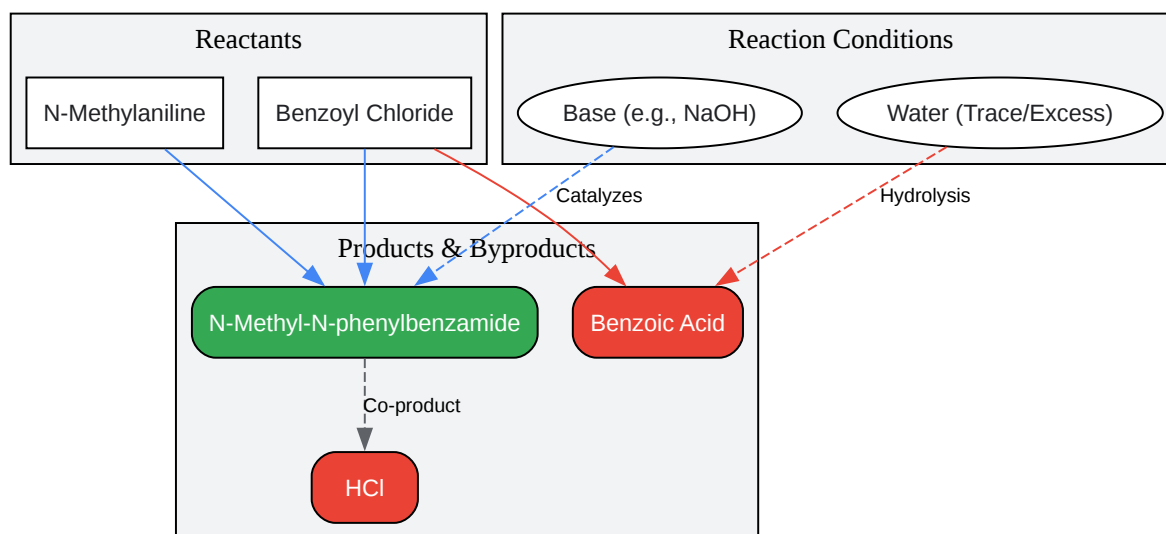 Reactants
Reaction Conditions
N-Methylaniline
Benzoyl Chloride
Base (e.g., NaOH)
Water (Trace/Excess)
Catalyzes
Hydrolysis
Products & Byproducts
N-Methyl-N-phenylbenzamide
Benzoic Acid
Co-product
HCl